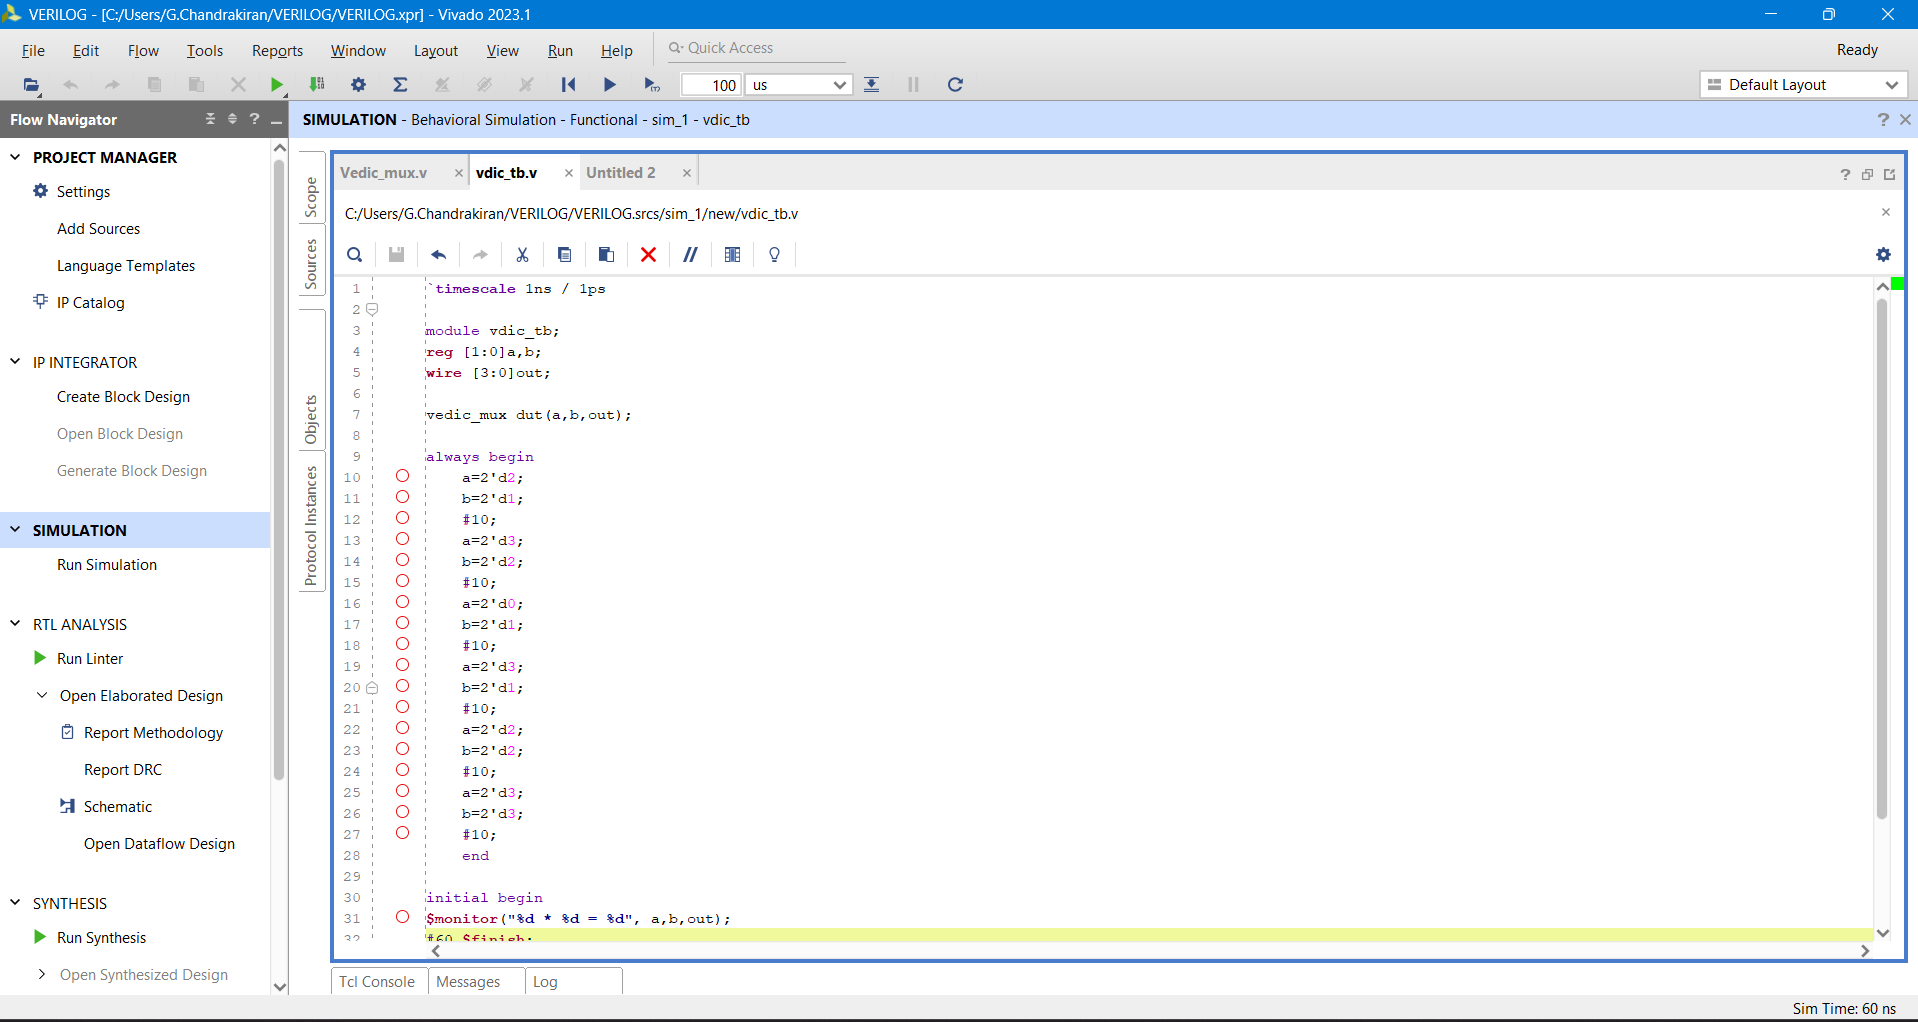 VERILOG - [C:/Users/G.Chandrakiran/VERILOG/VERILOG.xpr] - Vivado 2023.1
File Edit Flow Tools Reports Window Layout View Run Help Quick Access Ready
100 us Default Layout
Flow Navigator
PROJECT MANAGER
Settings
Add Sources
Language Templates
IP Catalog
IP INTEGRATOR
Create Block Design
Open Block Design
Generate Block Design
SIMULATION
Run Simulation
RTL ANALYSIS
Run Linter
Open Elaborated Design
Report Methodology
Report DRC
Schematic
Open Dataflow Design
SYNTHESIS
Run Synthesis
Open Synthesized Design
SIMULATION - Behavioral Simulation - Functional - sim_1 - vdic_tb
Scope
Sources
Objects
Protocol Instances
Vedic_mux.v vdic_tb.v Untitled 2
C:/Users/G.Chandrakiran/VERILOG/VERILOG.srcs/sim_1/new/vdic_tb.v
1 `timescale 1ns / 1ps
2
3 module vdic_tb;
4 reg [1:0]a,b;
5 wire [3:0]out;
6
7 vedic_mux dut(a,b,out);
8
9 always begin
10 a=2'd2;
11 b=2'd1;
12 #10;
13 a=2'd3;
14 b=2'd2;
15 #10;
16 a=2'd0;
17 b=2'd1;
18 #10;
19 a=2'd3;
20 b=2'd1;
21 #10;
22 a=2'd2;
23 b=2'd2;
24 #10;
25 a=2'd3;
26 b=2'd3;
27 #10;
28 end
29
30 initial begin
31 $monitor("%d * %d = %d", a,b,out);
32 #60 $finish;
Tcl Console Messages Log
Sim Time: 60 ns